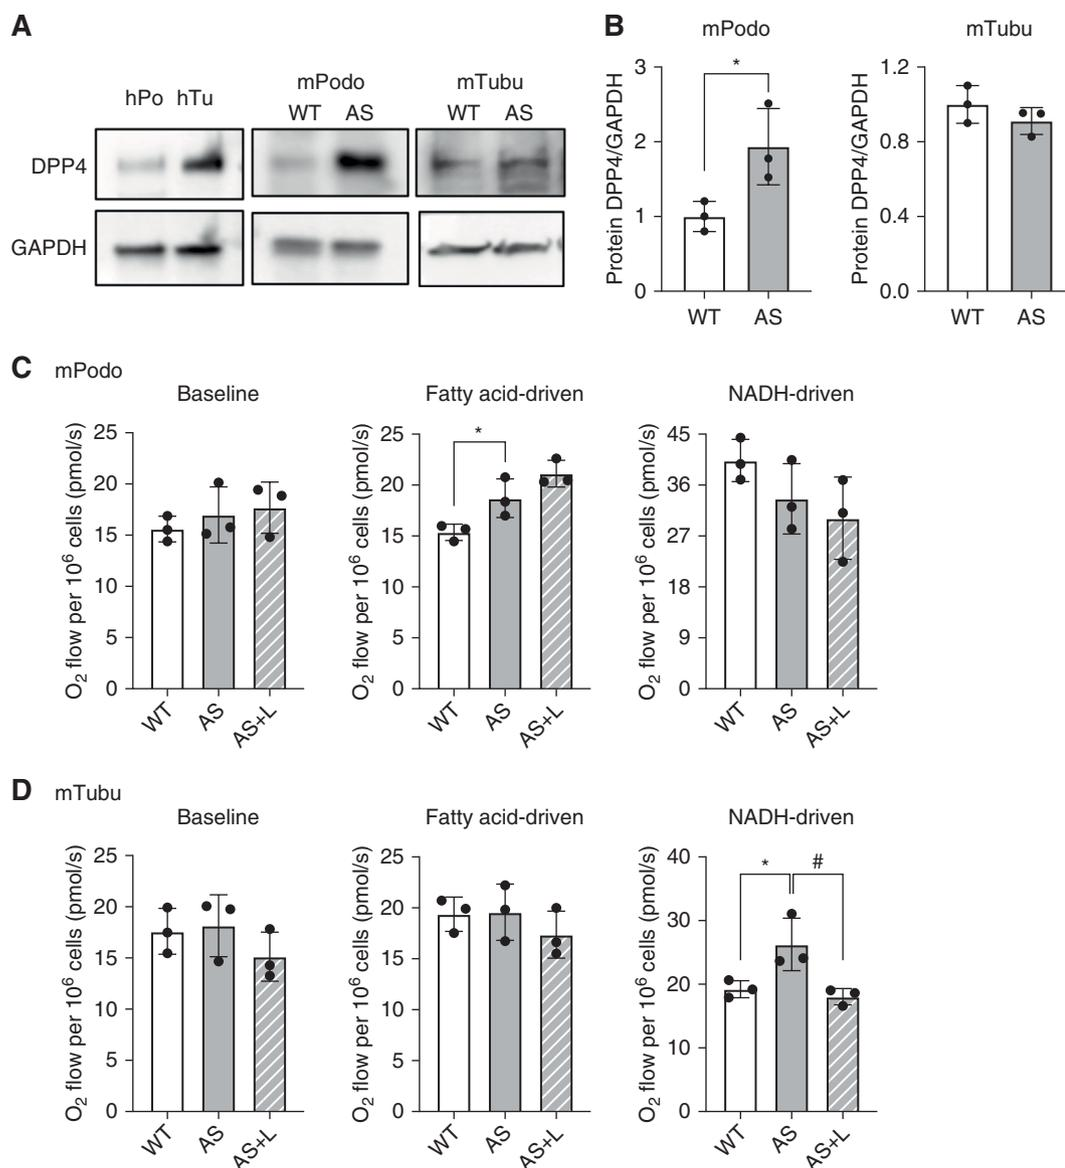 A
hPo hTu
mPodo
WT AS
mTubu
WT AS
DPP4
GAPDH
B
mPodo
Protein DPP4/GAPDH
3
2
1
0
*
WT AS
mTubu
Protein DPP4/GAPDH
1.2
0.8
0.4
0.0
WT AS
C mPodo
Baseline
O2 flow per 10^6 cells (pmol/s)
25
20
15
10
5
0
WT AS AS+L
Fatty acid-driven
O2 flow per 10^6 cells (pmol/s)
25
20
15
10
5
0
*
WT AS AS+L
NADH-driven
O2 flow per 10^6 cells (pmol/s)
45
36
27
18
9
0
WT AS AS+L
D mTubu
Baseline
O2 flow per 10^6 cells (pmol/s)
25
20
15
10
5
0
WT AS AS+L
Fatty acid-driven
O2 flow per 10^6 cells (pmol/s)
25
20
15
10
5
0
WT AS AS+L
NADH-driven
O2 flow per 10^6 cells (pmol/s)
40
30
20
10
0
* #
WT AS AS+L